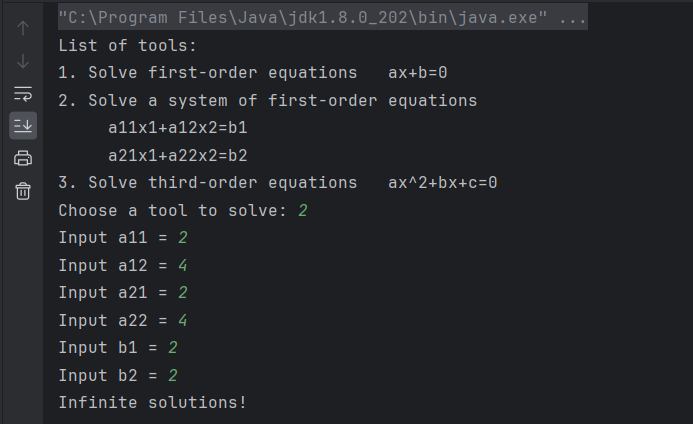 "C:\Program Files\Java\jdk1.8.0_202\bin\java.exe" ...
List of tools:
1. Solve first-order equations   ax+b=0
2. Solve a system of first-order equations
     a11x1+a12x2=b1
     a21x1+a22x2=b2
3. Solve third-order equations   ax^2+bx+c=0
Choose a tool to solve: 2
Input a11 = 2
Input a12 = 4
Input a21 = 2
Input a22 = 4
Input b1 = 2
Input b2 = 2
Infinite solutions!